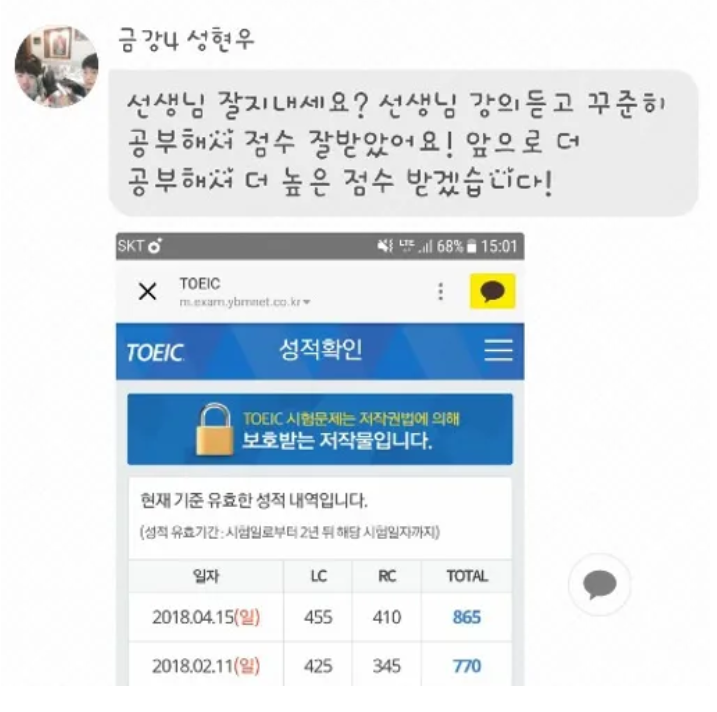 금강4 성현우
선생님 잘지내세요? 선생님 강의듣고 꾸준히
공부해서 점수 잘받았어요! 앞으로 더
공부해서 더 높은 점수 받겠습니다!
SKT LTE 68% 15:01
TOEIC
m.exam.ybmnet.co.kr
TOEIC 성적확인
TOEIC 시험문제는 저작권법에 의해
보호받는 저작물입니다.
현재 기준 유효한 성적 내역입니다.
(성적 유효기간 : 시험일로부터 2년 뒤 해당 시험일자까지)
일자 LC RC TOTAL
2018.04.15(일) 455 410 865
2018.02.11(일) 425 345 770